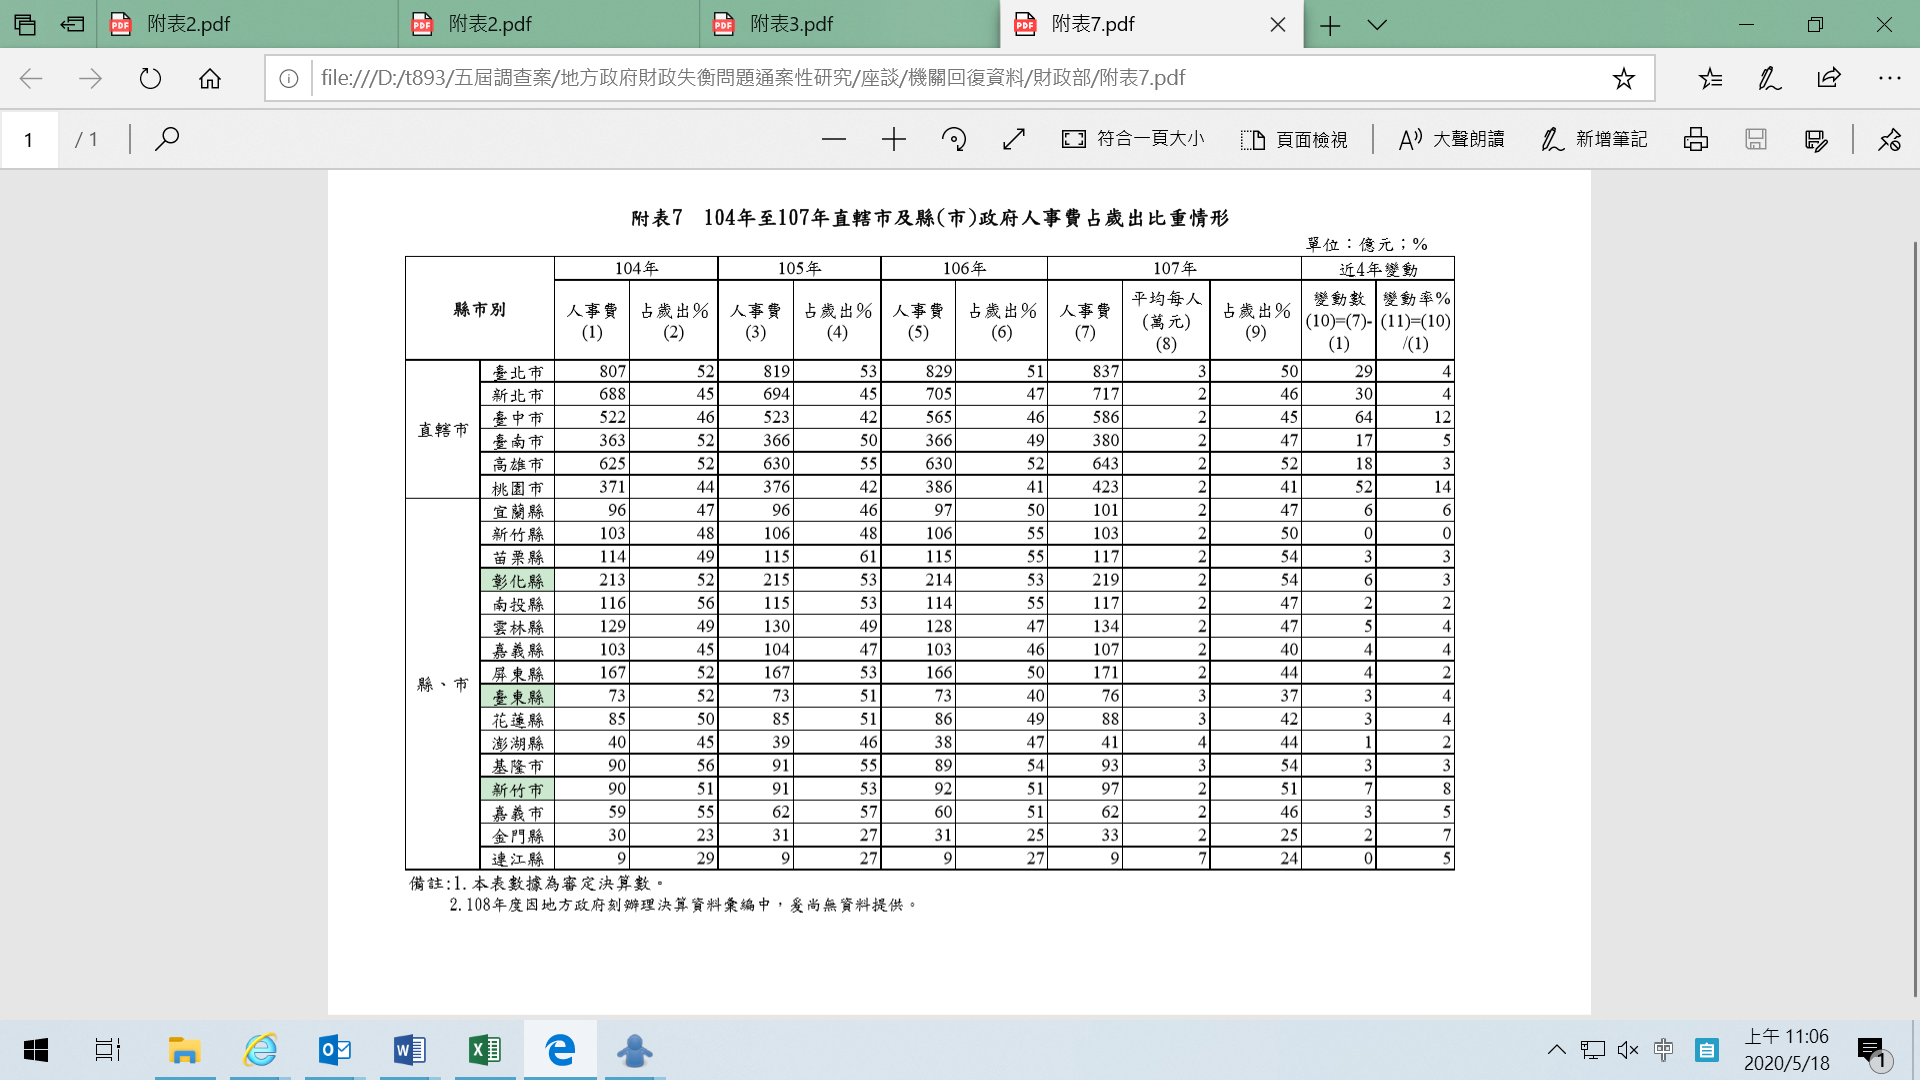 附表2.pdf 附表2.pdf 附表3.pdf 附表7.pdf
file:///D:/t893/五屆調查案/地方政府財政失衡問題通案性研究/座談/機關回復資料/財政部/附表7.pdf
1 / 1 符合一頁大小 頁面檢視 大聲朗讀 新增筆記
附表7 104年至107年直轄市及縣(市)政府人事費占歲出比重情形
單位：億元；%
縣市別 104年 105年 106年 107年 近4年變動
人事費(1) 占歲出%(2) 人事費(3) 占歲出%(4) 人事費(5) 占歲出%(6) 人事費(7) 平均每人(萬元)(8) 占歲出%(9) 變動數(10)=(7)-(1) 變動率%(11)=(10)/(1)
直轄市
臺北市 807 52 819 53 829 51 837 3 50 29 4
新北市 688 45 694 45 705 47 717 2 46 30 4
臺中市 522 46 523 42 565 46 586 2 45 64 12
臺南市 363 52 366 50 366 49 380 2 47 17 5
高雄市 625 52 630 55 630 52 643 2 52 18 3
桃園市 371 44 376 42 386 41 423 2 41 52 14
縣、市
宜蘭縣 96 47 96 46 97 50 101 2 47 6 6
新竹縣 103 48 106 48 106 55 103 2 50 0 0
苗栗縣 114 49 115 61 115 55 117 2 54 3 3
彰化縣 213 52 215 53 214 53 219 2 54 6 3
南投縣 116 56 115 53 114 55 117 2 47 2 2
雲林縣 129 49 130 49 128 47 134 2 47 5 4
嘉義縣 103 45 104 47 103 46 107 2 40 4 4
屏東縣 167 52 167 53 166 50 171 2 44 4 2
臺東縣 73 52 73 51 73 40 76 3 37 3 4
花蓮縣 85 50 85 51 86 49 88 3 42 3 4
澎湖縣 40 45 39 46 38 47 41 4 44 1 2
基隆市 90 56 91 55 89 54 93 3 54 3 3
新竹市 90 51 91 53 92 51 97 2 51 7 8
嘉義市 59 55 62 57 60 51 62 2 46 3 5
金門縣 30 23 31 27 31 25 33 2 25 2 7
連江縣 9 29 9 27 9 27 9 7 24 0 5
備註:1.本表數據為審定決算數。
2.108年度因地方政府刻辦理決算資料彙編中，爰尚無資料提供。
中 上午 11:06
2020/5/18 1